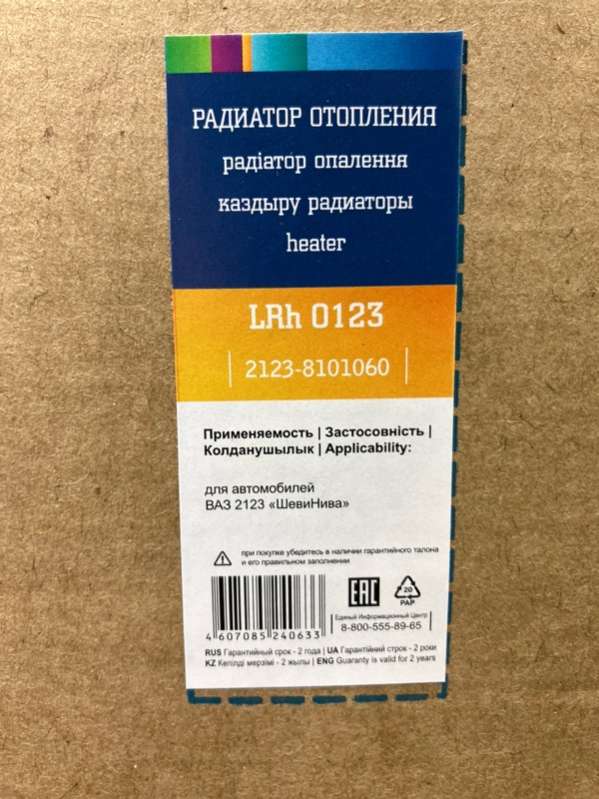 РАДИАТОР ОТОПЛЕНИЯ
радіатор опалення
каздыру радиаторы
heater
LRh 0123
2123-8101060
Применяемость | Застосовність |
Колданушылык | Applicability:
для автомобилей
ВАЗ 2123 «ШевиНива»
при покупке убедитесь в наличии гарантийного талона
и его правильном заполнении
EAC
20
PAP
Единый Информационный Центр
8-800-555-89-65
4 607085 240633
RUS Гарантийный срок - 2 года | UA Гарантійний строк - 2 роки
KZ Кепілді мерзімі - 2 жылы | ENG Guaranty is valid for 2 years